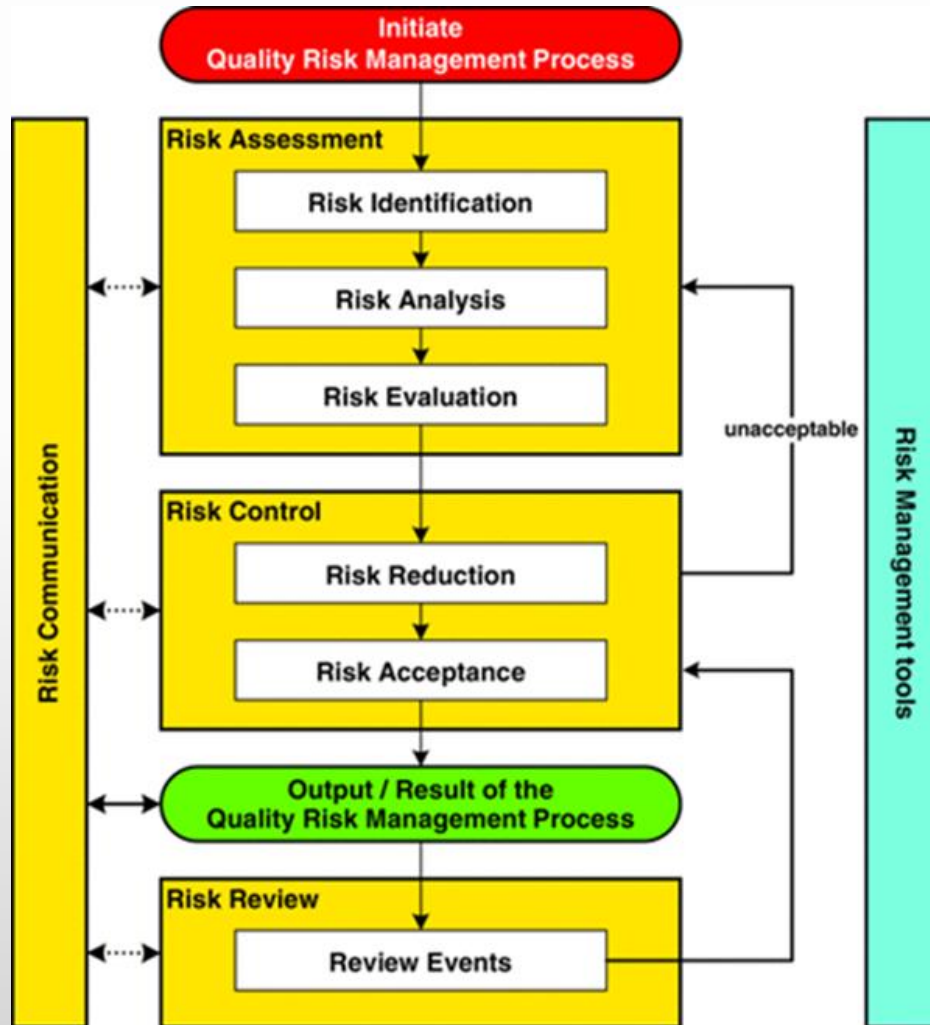 Initiate
Quality Risk Management Process
Risk Assessment
Risk Identification
Risk Analysis
Risk Evaluation
unacceptable
Risk Control
Risk Reduction
Risk Acceptance
Output / Result of the
Quality Risk Management Process
Risk Review
Review Events
Risk Communication
Risk Management tools